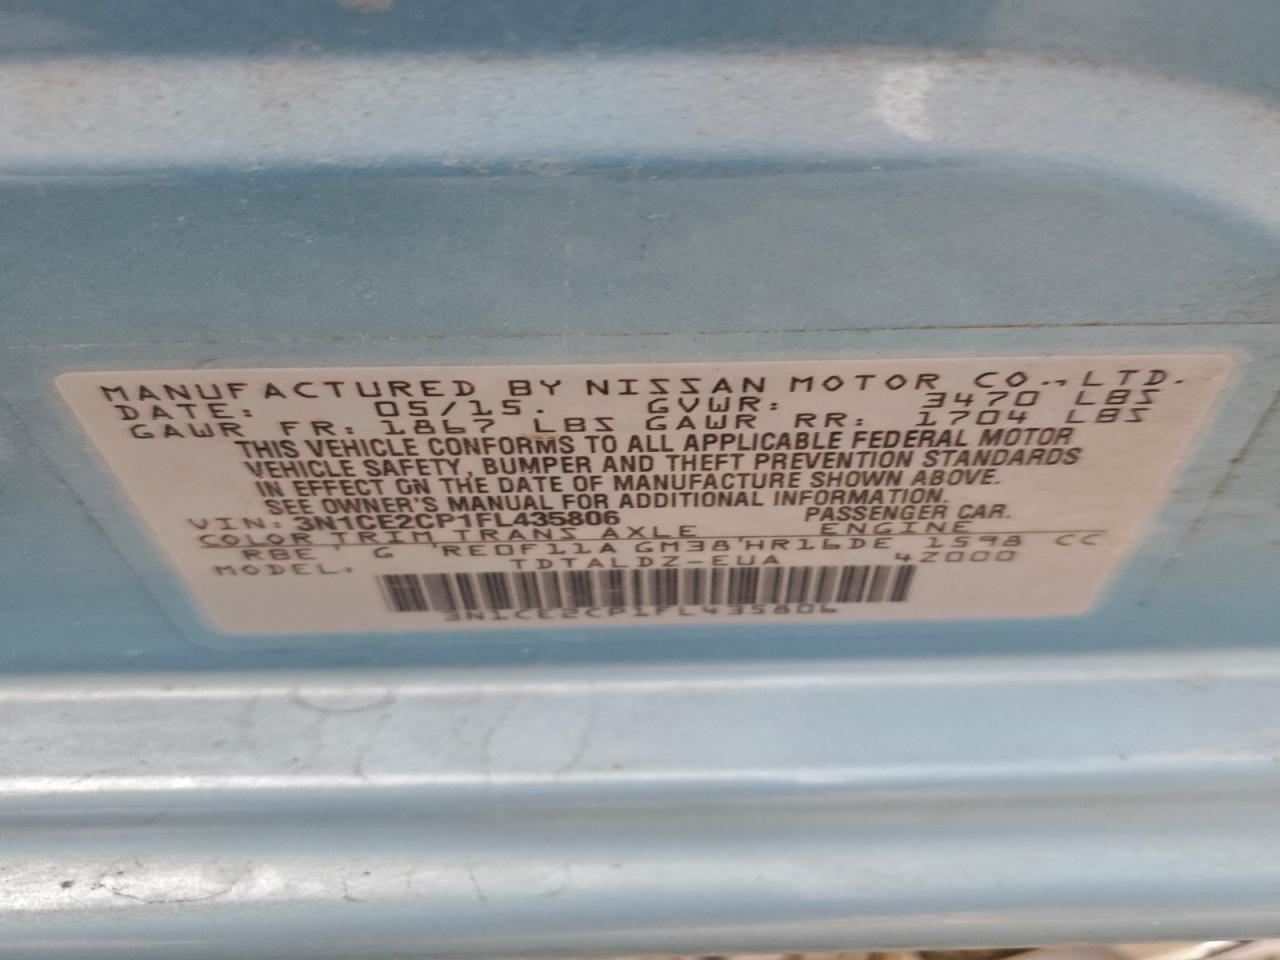 MANUFACTURED BY NISSAN MOTOR CO., LTD.
DATE: 05/15. GVWR: 3470 LBS
GAWR FR: 1867 LBS GAWR RR: 1704 LBS
THIS VEHICLE CONFORMS TO ALL APPLICABLE FEDERAL MOTOR
VEHICLE SAFETY, BUMPER AND THEFT PREVENTION STANDARDS
IN EFFECT ON THE DATE OF MANUFACTURE SHOWN ABOVE.
SEE OWNER'S MANUAL FOR ADDITIONAL INFORMATION.
VIN: 3N1CE2CP1FL435806 PASSENGER CAR.
COLOR TRIM TRANS AXLE ENGINE
RBE G RE0F11A GM38 HR16DE 1598 CC
MODEL: TDTALDZ-EUA 4Z000
3N1CE2CP1FL435806